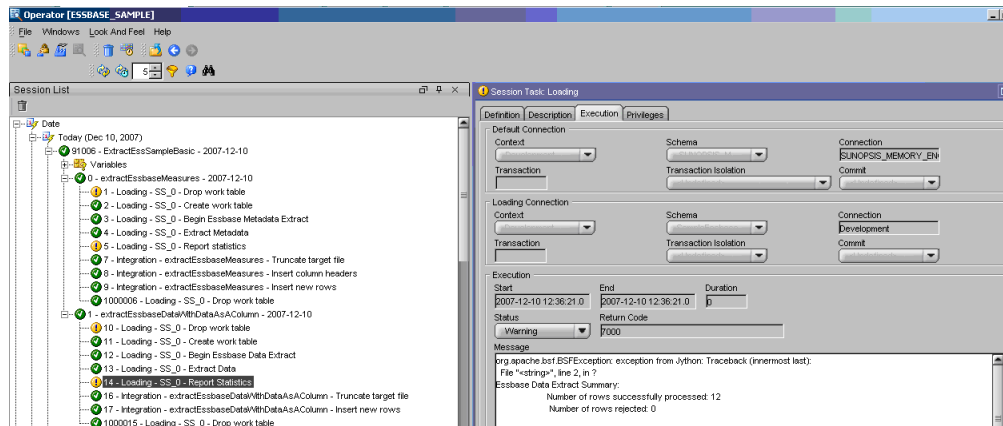 Operator [ESSBASE_SAMPLE]
File Windows Look And Feel Help
5
Session List
Date
Today (Dec 10, 2007)
91006 - ExtractEssSampleBasic - 2007-12-10
Variables
0 - extractEssbaseMeasures - 2007-12-10
1 - Loading - SS_0 - Drop work table
2 - Loading - SS_0 - Create work table
3 - Loading - SS_0 - Begin Essbase Metadata Extract
4 - Loading - SS_0 - Extract Metadata
5 - Loading - SS_0 - Report statistics
7 - Integration - extractEssbaseMeasures - Truncate target file
8 - Integration - extractEssbaseMeasures - Insert column headers
9 - Integration - extractEssbaseMeasures - Insert new rows
1000006 - Loading - SS_0 - Drop work table
1 - extractEssbaseDataWithDataAsAColumn - 2007-12-10
10 - Loading - SS_0 - Drop work table
11 - Loading - SS_0 - Create work table
12 - Loading - SS_0 - Begin Essbase Data Extract
13 - Loading - SS_0 - Extract Data
14 - Loading - SS_0 - Report Statistics
16 - Integration - extractEssbaseDataWithDataAsAColumn - Truncate target file
17 - Integration - extractEssbaseDataWithDataAsAColumn - Insert new rows
1000015 - Loading - SS_0 - Drop work table
Session Task: Loading
Definition Description Execution Privileges
Default Connection
Context Schema Connection
SUNOPSIS_MEMORY_EN
Transaction Transaction Isolation Commit
Loading Connection
Context Schema Connection
Development
Transaction Transaction Isolation Commit
Execution
Start End Duration
2007-12-10 12:36:21.0 2007-12-10 12:36:21.0 0
Status Return Code
Warning 7000
Message
org.apache.bsf.BSFException: exception from Jython: Traceback (innermost last):
File "<string>", line 2, in ?
Essbase Data Extract Summary:
Number of rows successfully processed: 12
Number of rows rejected: 0